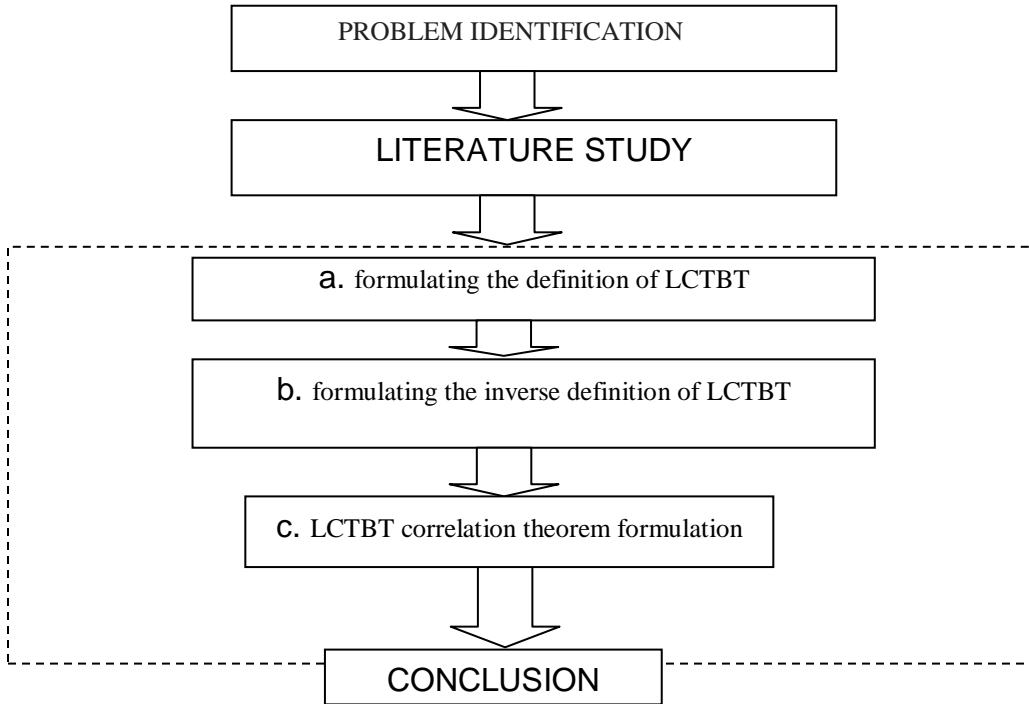 PROBLEM IDENTIFICATION
LITERATURE STUDY
a. formulating the definition of LCTBT
b. formulating the inverse definition of LCTBT
c. LCTBT correlation theorem formulation
CONCLUSION